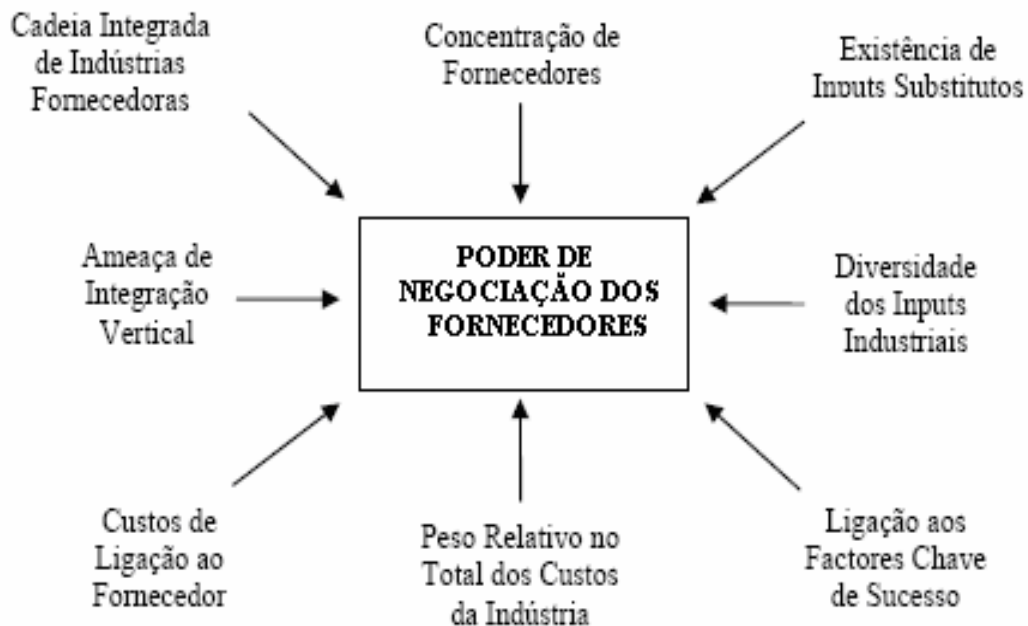 Cadeia Integrada
de Indústrias
Fornecedoras
Concentração de
Fornecedores
Existência de
Inputs Substitutos
Ameaça de
Integração
Vertical
PODER DE
NEGOCIAÇÃO DOS
FORNECEDORES
Diversidade
dos Inputs
Industriais
Custos de
Ligação ao
Fornecedor
Peso Relativo no
Total dos Custos
da Indústria
Ligação aos
Factores Chave
de Sucesso